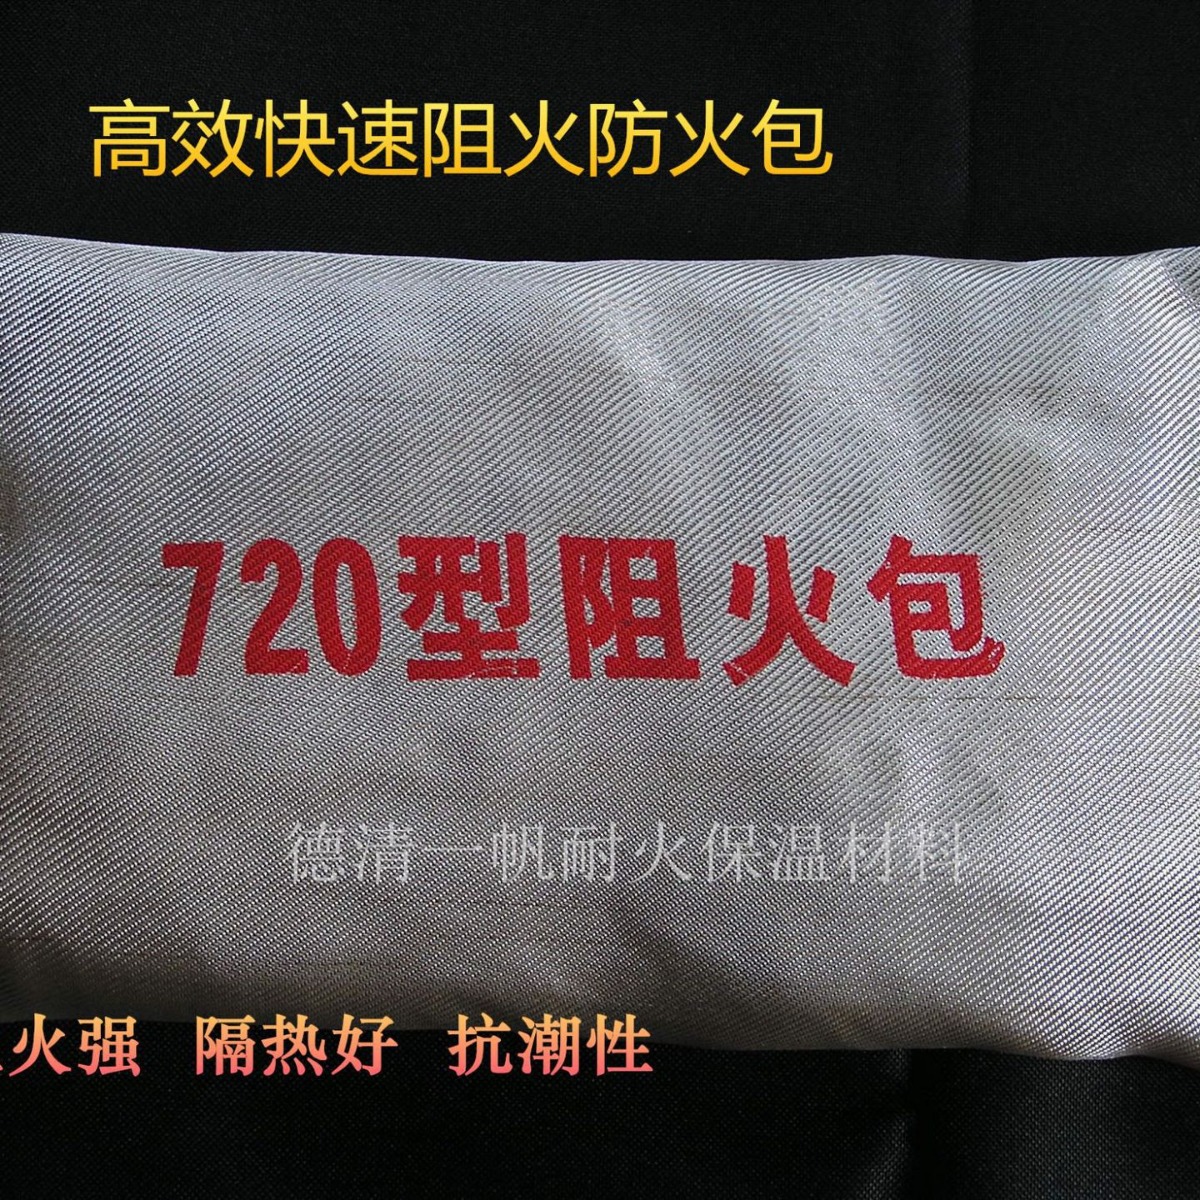 高效快速阻火防火包
720型阻火包
德清一帆耐火保温材料
火强 隔热好 抗潮性